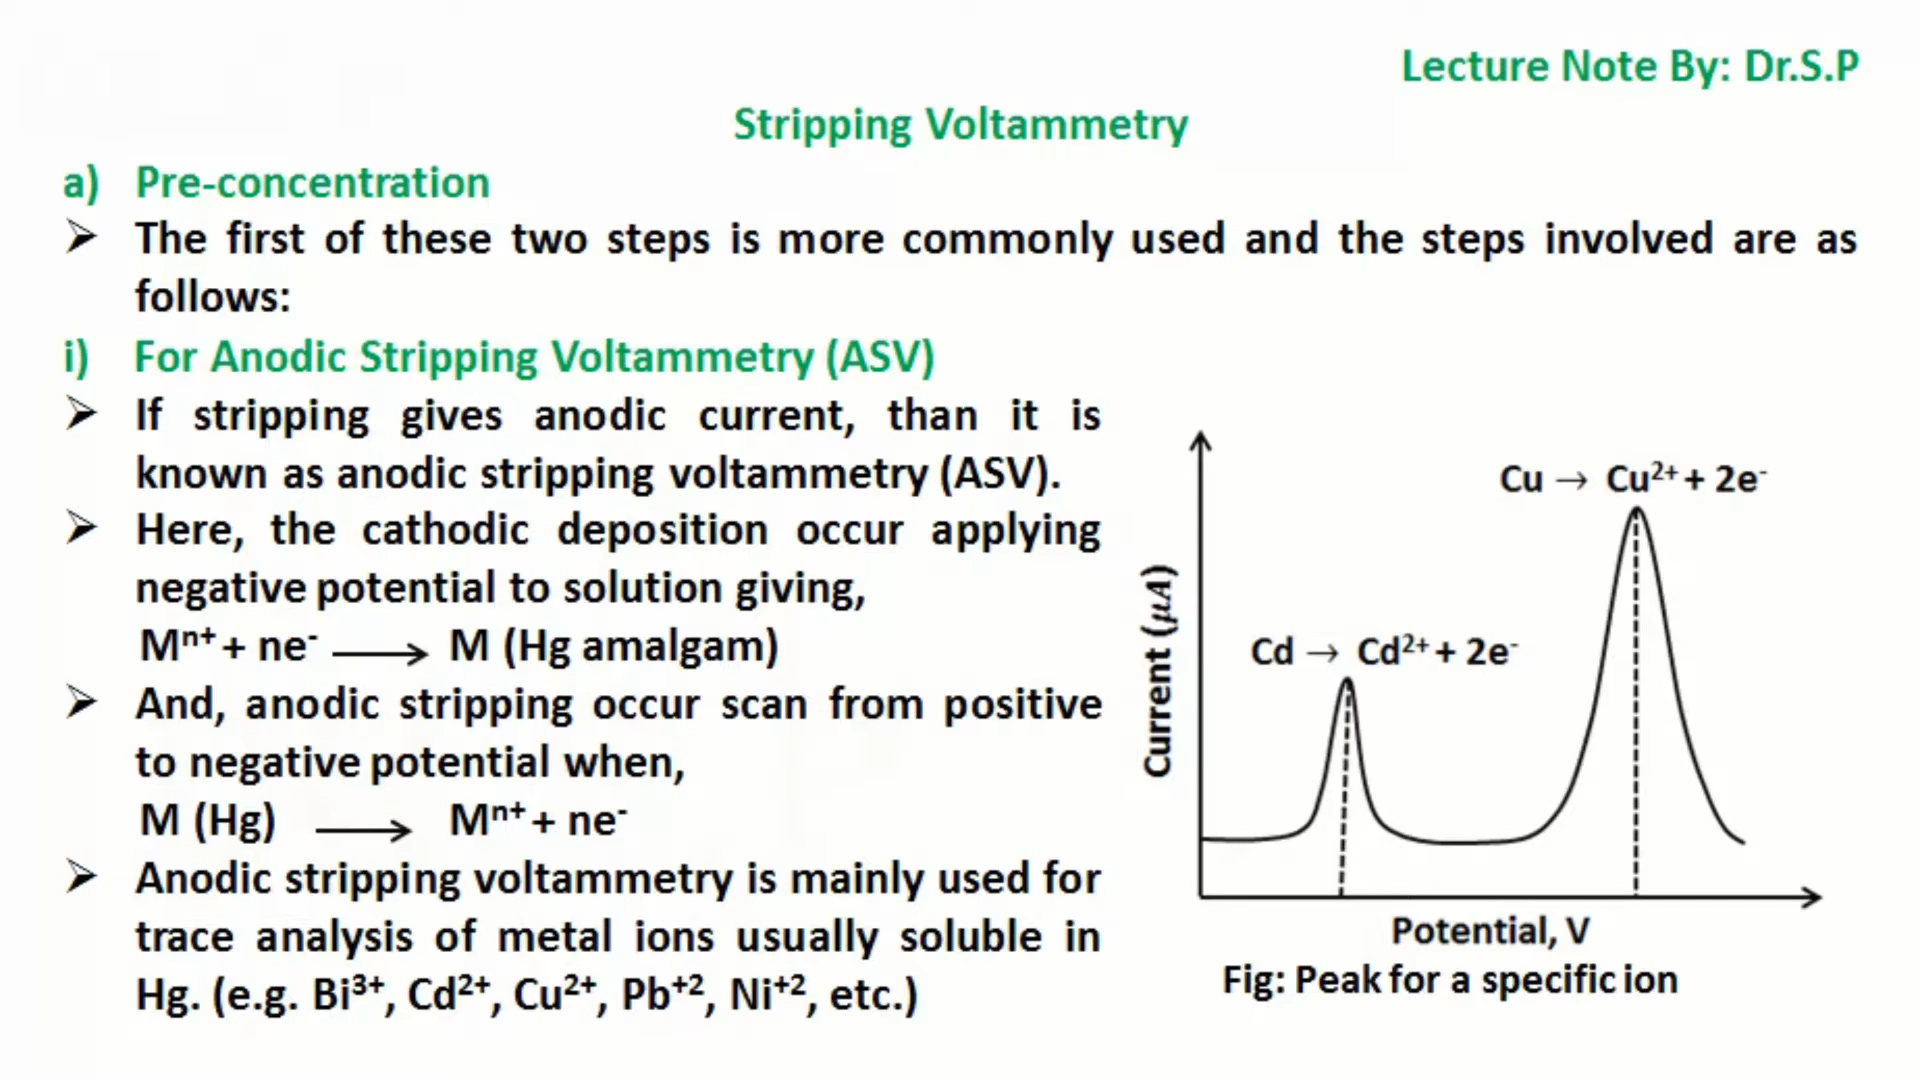 Lecture Note By: Dr.S.P
Stripping Voltammetry
a) Pre-concentration
➢ The first of these two steps is more commonly used and the steps involved are as
follows:
i) For Anodic Stripping Voltammetry (ASV)
➢ If stripping gives anodic current, than it is
known as anodic stripping voltammetry (ASV).
➢ Here, the cathodic deposition occur applying
negative potential to solution giving,
Mⁿ⁺ + ne⁻ ⟶ M (Hg amalgam)
➢ And, anodic stripping occur scan from positive
to negative potential when,
M (Hg) ⟶ Mⁿ⁺ + ne⁻
➢ Anodic stripping voltammetry is mainly used for
trace analysis of metal ions usually soluble in
Hg. (e.g. Bi³⁺, Cd²⁺, Cu²⁺, Pb⁺², Ni⁺², etc.)
Cu → Cu²⁺ + 2e⁻
Cd → Cd²⁺ + 2e⁻
Current (μA)
Potential, V
Fig: Peak for a specific ion